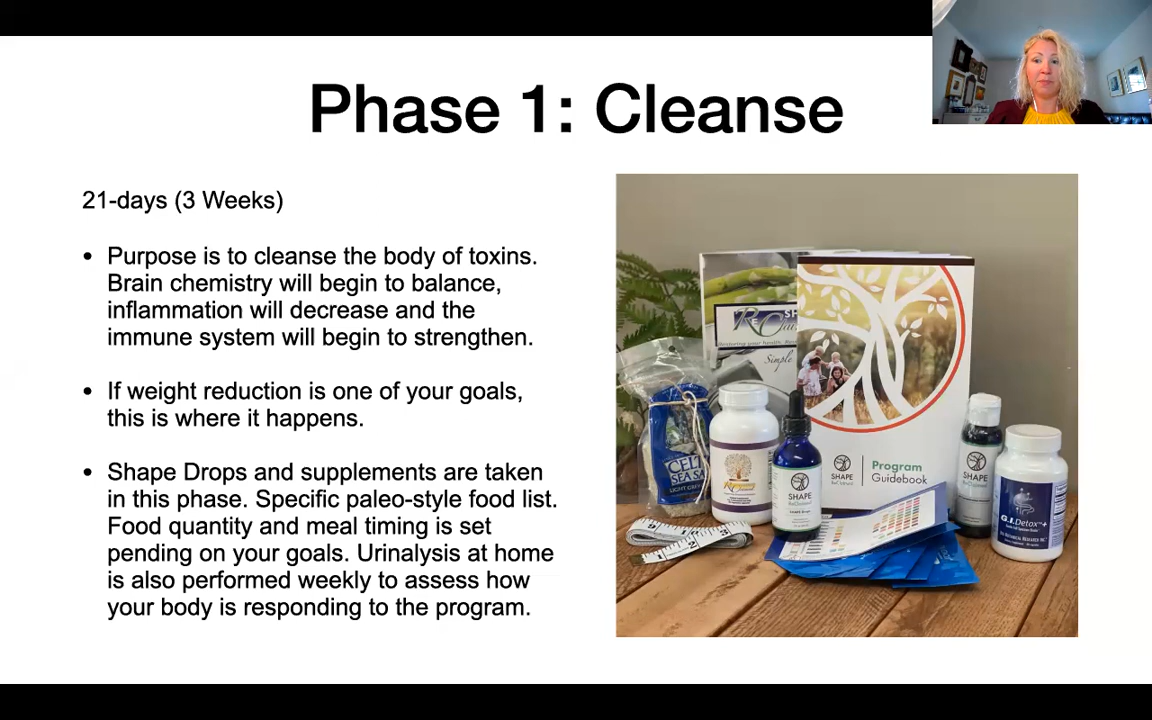 Phase 1: Cleanse
21-days (3 Weeks)
• Purpose is to cleanse the body of toxins.
Brain chemistry will begin to balance,
inflammation will decrease and the
immune system will begin to strengthen.
• If weight reduction is one of your goals,
this is where it happens.
• Shape Drops and supplements are taken
in this phase. Specific paleo-style food list.
Food quantity and meal timing is set
pending on your goals. Urinalysis at home
is also performed weekly to assess how
your body is responding to the program.
Simple
CELT
SEA SA
SHAPE
SHAPE
Program
Guidebook
SHAPE
G.I. Detox+